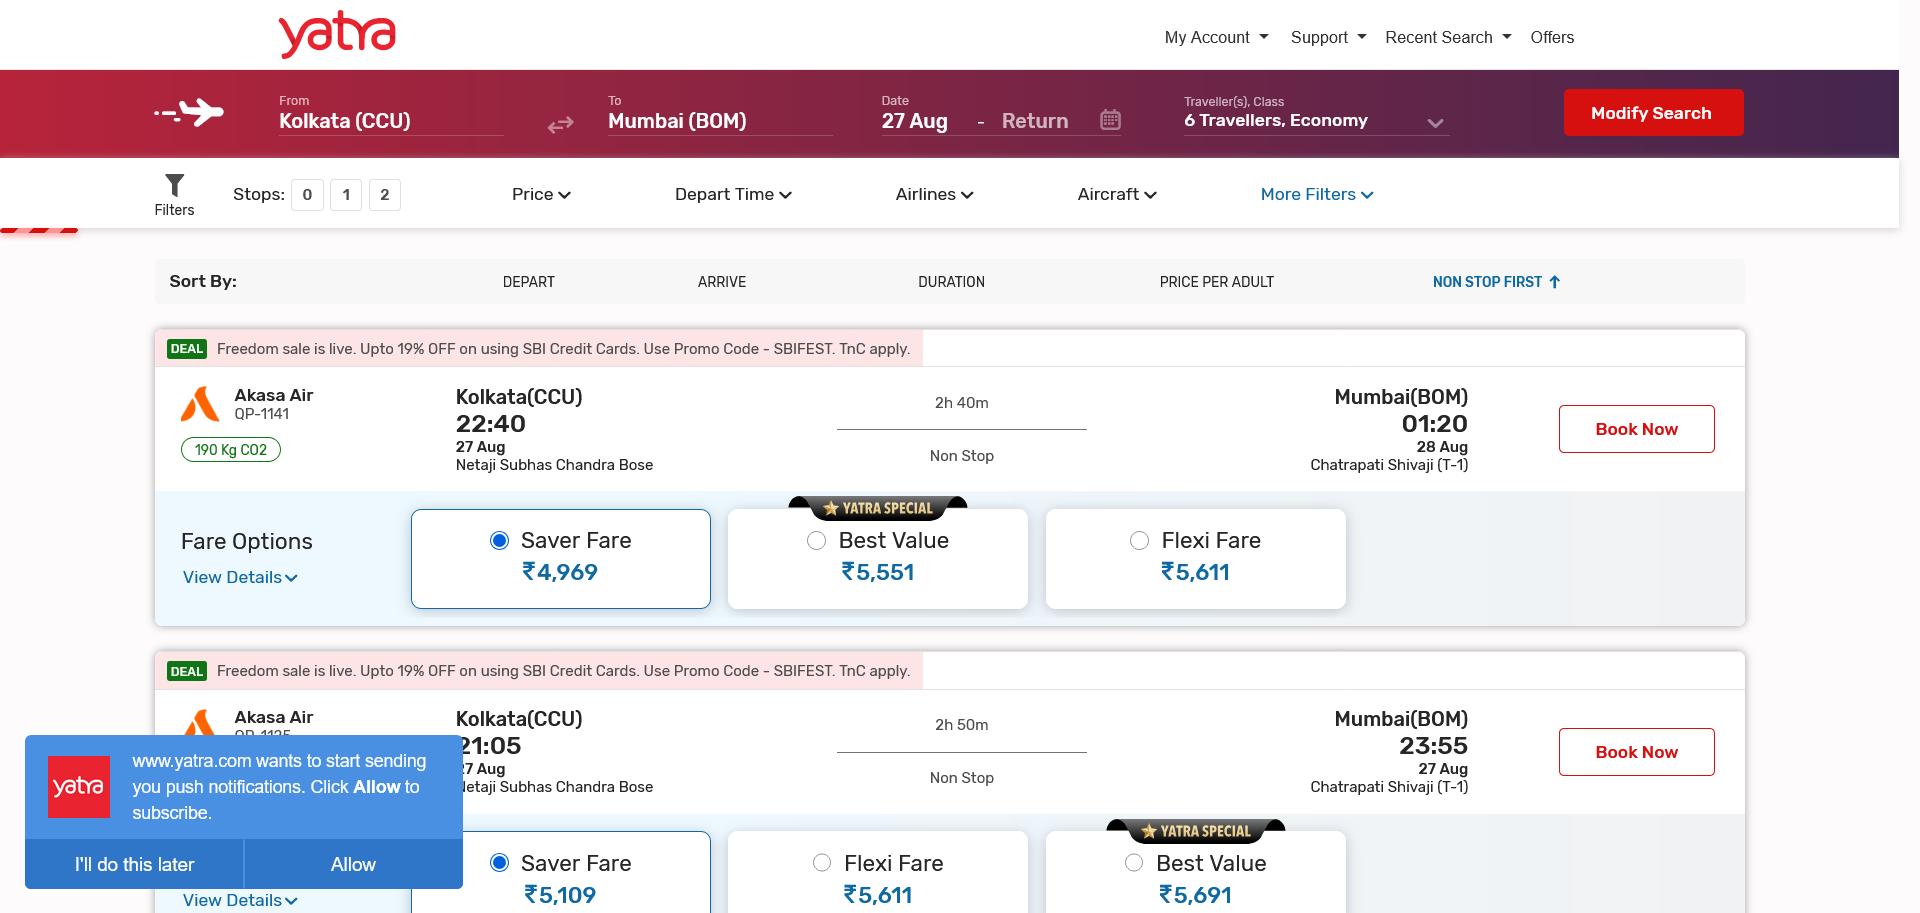 yatra
My Account
Support
Recent Search
Offers
From
Kolkata (CCU)
To
Mumbai (BOM)
Date
27 Aug
-
Return
Traveller(s), Class
6 Travellers, Economy
Modify Search
Filters
Stops:
0
1
2
Price
Depart Time
Airlines
Aircraft
More Filters
Sort By:
DEPART
ARRIVE
DURATION
PRICE PER ADULT
NON STOP FIRST
DEAL
Freedom sale is live. Upto 19% OFF on using SBI Credit Cards. Use Promo Code - SBIFEST. TnC apply.
Akasa Air
QP-1141
190 Kg CO2
Kolkata(CCU)
22:40
27 Aug
Netaji Subhas Chandra Bose
2h 40m
Non Stop
Mumbai(BOM)
01:20
28 Aug
Chatrapati Shivaji (T-1)
Book Now
Fare Options
View Details
Saver Fare
₹4,969
YATRA SPECIAL
Best Value
₹5,551
Flexi Fare
₹5,611
DEAL
Freedom sale is live. Upto 19% OFF on using SBI Credit Cards. Use Promo Code - SBIFEST. TnC apply.
Akasa Air
Kolkata(CCU)
21:05
27 Aug
Netaji Subhas Chandra Bose
2h 50m
Non Stop
Mumbai(BOM)
23:55
27 Aug
Chatrapati Shivaji (T-1)
Book Now
View Details
Saver Fare
₹5,109
Flexi Fare
₹5,611
YATRA SPECIAL
Best Value
₹5,691
yatra
www.yatra.com wants to start sending
you push notifications. Click Allow to
subscribe.
I'll do this later
Allow